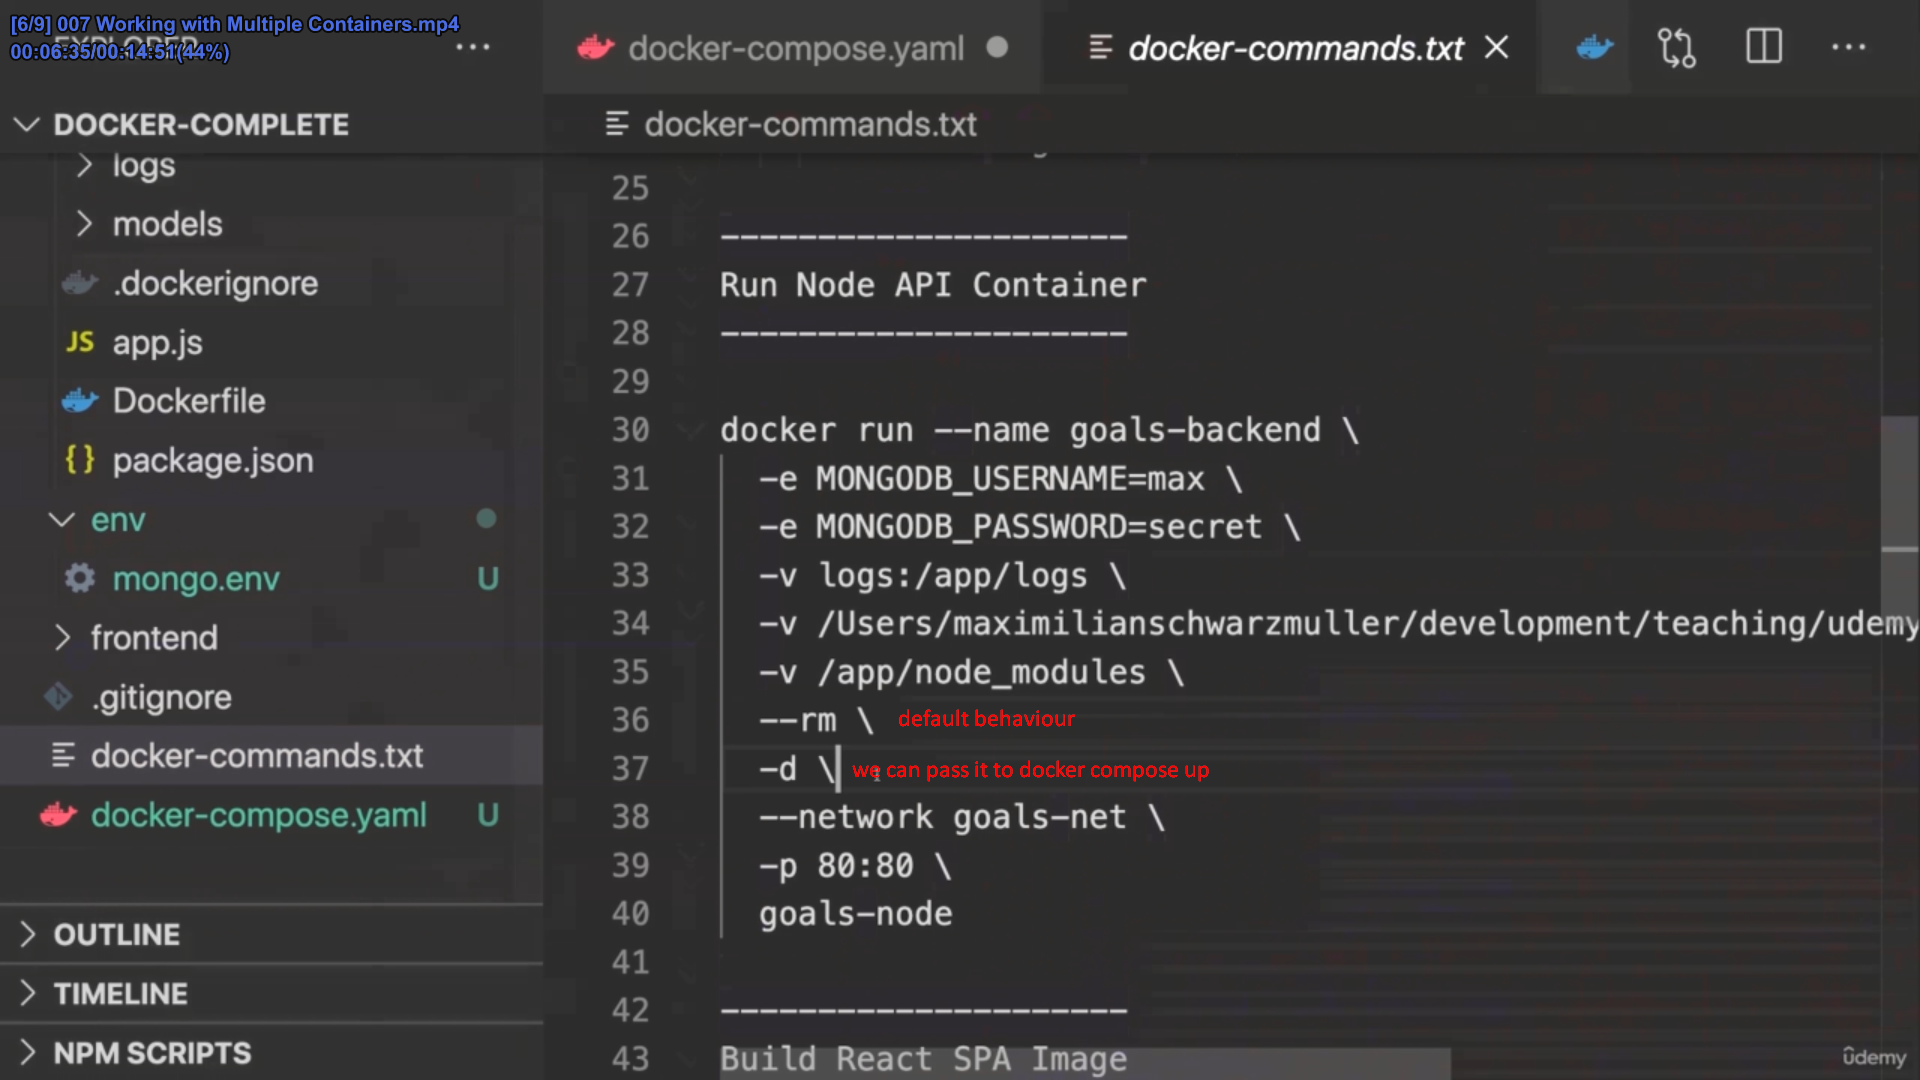 [6/9] 007 Working with Multiple Containers.mp4
00:06:35/00:14:51(44%)
EXPLORER
...
docker-compose.yaml
docker-commands.txt
...
DOCKER-COMPLETE
docker-commands.txt
logs
models
.dockerignore
JS app.js
Dockerfile
{} package.json
env
mongo.env U
frontend
.gitignore
docker-commands.txt
docker-compose.yaml U
OUTLINE
TIMELINE
NPM SCRIPTS
25
26 ---------------------
27 Run Node API Container
28 ---------------------
29
30 docker run --name goals-backend \
31 -e MONGODB_USERNAME=max \
32 -e MONGODB_PASSWORD=secret \
33 -v logs:/app/logs \
34 -v /Users/maximilianschwarzmuller/development/teaching/udemy
35 -v /app/node_modules \
36 --rm \ default behaviour
37 -d \ we can pass it to docker compose up
38 --network goals-net \
39 -p 80:80 \
40 goals-node
41
42 ---------------------
43 Build React SPA Image
udemy